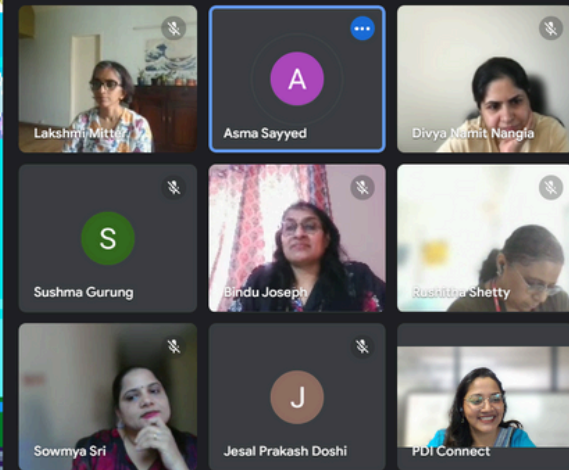 Lakshmi Mitter
A
Asma Sayyed
Divya Namit Nangia
S
Sushma Gurung
Bindu Joseph
Rushitha Shetty
Sowmya Sri
J
Jesal Prakash Doshi
PDI Connect